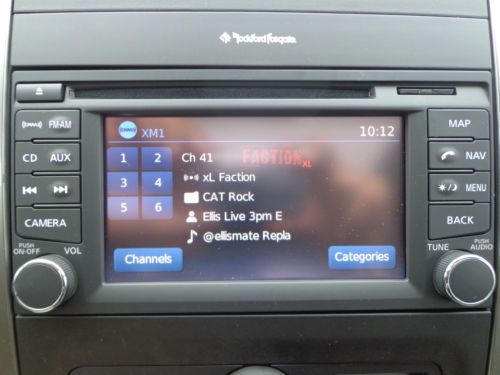 Rockford Fosgate
((XM))
FM·AM
CD
AUX
CAMERA
PUSH ON-OFF
VOL
XM1
10:12
1
2
3
4
5
6
Ch 41
FACTION XL
xL Faction
CAT Rock
Ellis Live 3pm E
@ellismate Repla
Channels
Categories
MAP
NAV
MENU
BACK
TUNE
PUSH AUDIO